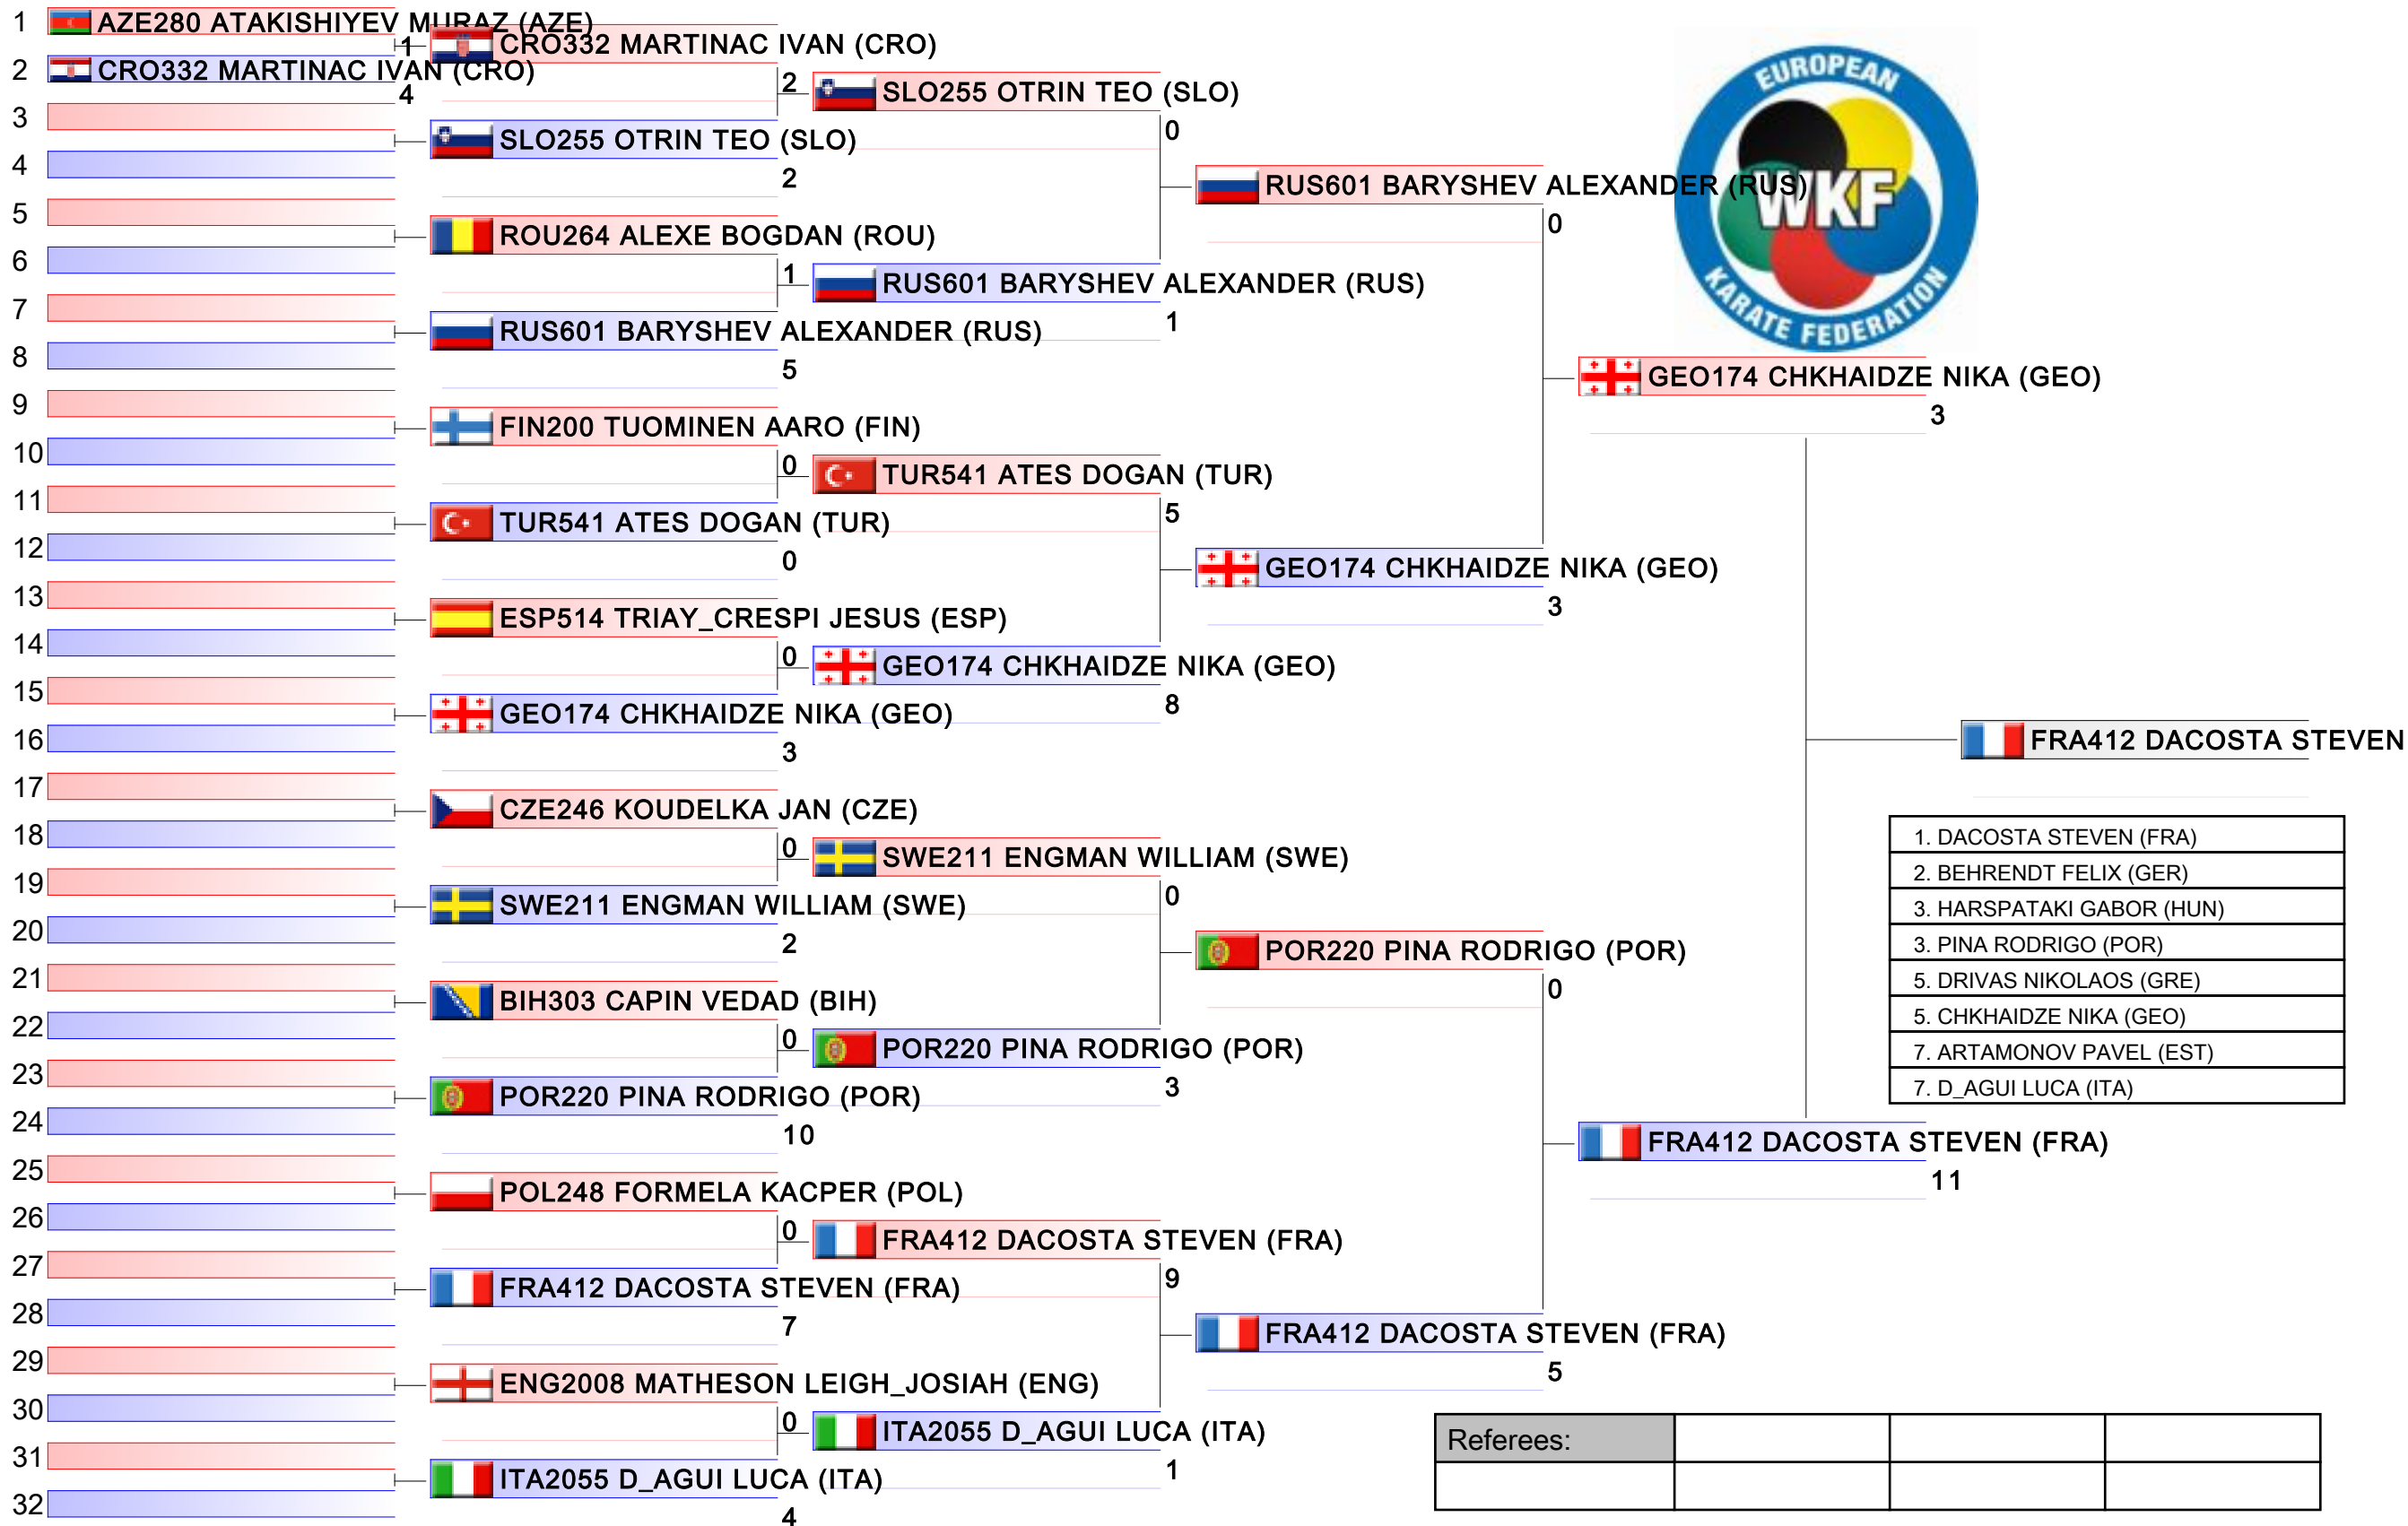 1 AZE280 ATAKISHIYEV MURAZ (AZE)
1
2 CRO332 MARTINAC IVAN (CRO)
4
3
4
5
6
7
8
9
10
11
12
13
14
15
16
17
18
19
20
21
22
23
24
25
26
27
28
29
30
31
32
CRO332 MARTINAC IVAN (CRO)
2
SLO255 OTRIN TEO (SLO)
2
ROU264 ALEXE BOGDAN (ROU)
1
RUS601 BARYSHEV ALEXANDER (RUS)
5
FIN200 TUOMINEN AARO (FIN)
0
TUR541 ATES DOGAN (TUR)
0
ESP514 TRIAY_CRESPI JESUS (ESP)
0
GEO174 CHKHAIDZE NIKA (GEO)
3
CZE246 KOUDELKA JAN (CZE)
0
SWE211 ENGMAN WILLIAM (SWE)
2
BIH303 CAPIN VEDAD (BIH)
0
POR220 PINA RODRIGO (POR)
10
POL248 FORMELA KACPER (POL)
0
FRA412 DACOSTA STEVEN (FRA)
7
ENG2008 MATHESON LEIGH_JOSIAH (ENG)
0
ITA2055 D_AGUI LUCA (ITA)
4
SLO255 OTRIN TEO (SLO)
0
RUS601 BARYSHEV ALEXANDER (RUS)
1
TUR541 ATES DOGAN (TUR)
5
GEO174 CHKHAIDZE NIKA (GEO)
8
SWE211 ENGMAN WILLIAM (SWE)
0
POR220 PINA RODRIGO (POR)
3
FRA412 DACOSTA STEVEN (FRA)
9
ITA2055 D_AGUI LUCA (ITA)
1
RUS601 BARYSHEV ALEXANDER (RUS)
0
GEO174 CHKHAIDZE NIKA (GEO)
3
POR220 PINA RODRIGO (POR)
0
FRA412 DACOSTA STEVEN (FRA)
5
EUROPEAN
WKF
KARATE FEDERATION
GEO174 CHKHAIDZE NIKA (GEO)
3
FRA412 DACOSTA STEVEN (FRA)
11
FRA412 DACOSTA STEVEN
1. DACOSTA STEVEN (FRA)
2. BEHRENDT FELIX (GER)
3. HARSPATAKI GABOR (HUN)
3. PINA RODRIGO (POR)
5. DRIVAS NIKOLAOS (GRE)
5. CHKHAIDZE NIKA (GEO)
7. ARTAMONOV PAVEL (EST)
7. D_AGUI LUCA (ITA)
Referees: